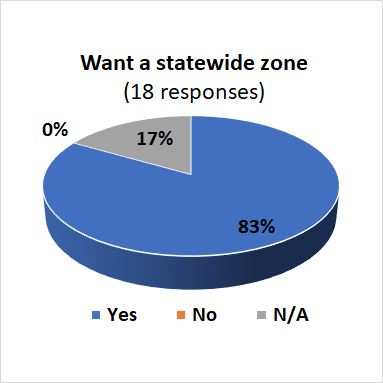 Want a statewide zone
(18 responses)
0%
17%
83%
Yes No N/A